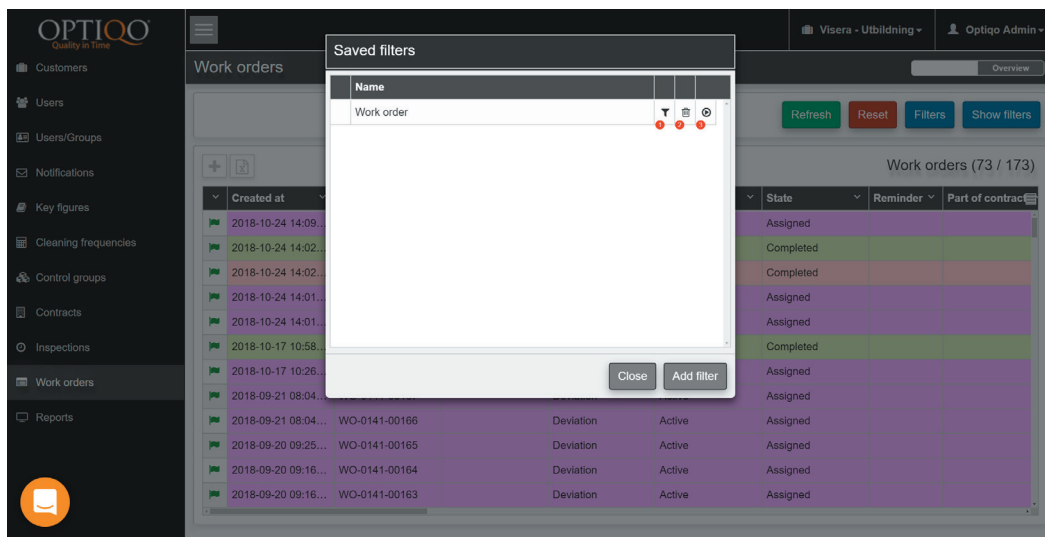 OPTIQO
Quality in Time
Visera - Utbildning
Optiqo Admin
Customers
Users
Users/Groups
Notifications
Key figures
Cleaning frequencies
Control groups
Contracts
Inspections
Work orders
Reports
Work orders
Overview
Refresh
Reset
Filters
Show filters
Work orders (73 / 173)
Saved filters
Name
Work order
1 2 3
Close
Add filter
Created at State Reminder Part of contract
2018-10-24 14:09... Assigned
2018-10-24 14:02... Completed
2018-10-24 14:02... Completed
2018-10-24 14:01... Assigned
2018-10-24 14:01... Assigned
2018-10-17 10:58... Completed
2018-10-17 10:26... Assigned
2018-09-21 08:04... Assigned
2018-09-21 08:04... WO-0141-00166 Deviation Active Assigned
2018-09-20 09:25... WO-0141-00165 Deviation Active Assigned
2018-09-20 09:16... WO-0141-00164 Deviation Active Assigned
2018-09-20 09:16... WO-0141-00163 Deviation Active Assigned